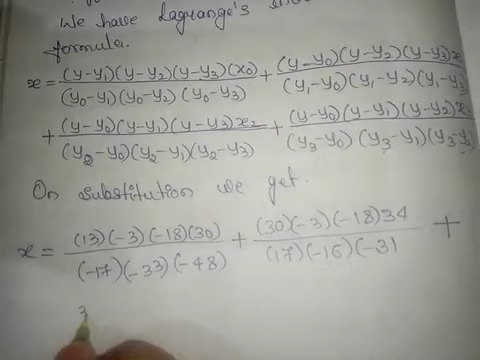 We have Lagrange's
formula.
x = (y-y₁)(y-y₂)(y-y₃)(x₀) / (y₀-y₁)(y₀-y₂)(y₀-y₃) + (y-y₀)(y-y₂)(y-y₃)x / (y₁-y₀)(y₁-y₂)(y₁-y₃)
+ (y-y₀)(y-y₁)(y-y₃)x₂ / (y₂-y₀)(y₂-y₁)(y₂-y₃) + (y-y₀)(y-y₁)(y-y₂)x / (y₃-y₀)(y₃-y₁)(y₃-y
On substitution we get.
x = (13)(-3)(-18)(30) / (-17)(-33)(-48) + (30)(-3)(-18)34 / (17)(-16)(-31) +